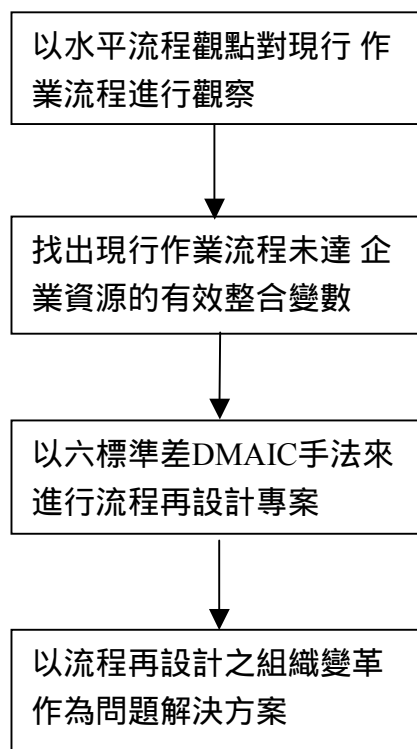 以水平流程觀點對現行 作
業流程進行觀察
找出現行作業流程未達 企
業資源的有效整合變數
以六標準差DMAIC手法來
進行流程再設計專案
以流程再設計之組織變革
作為問題解決方案